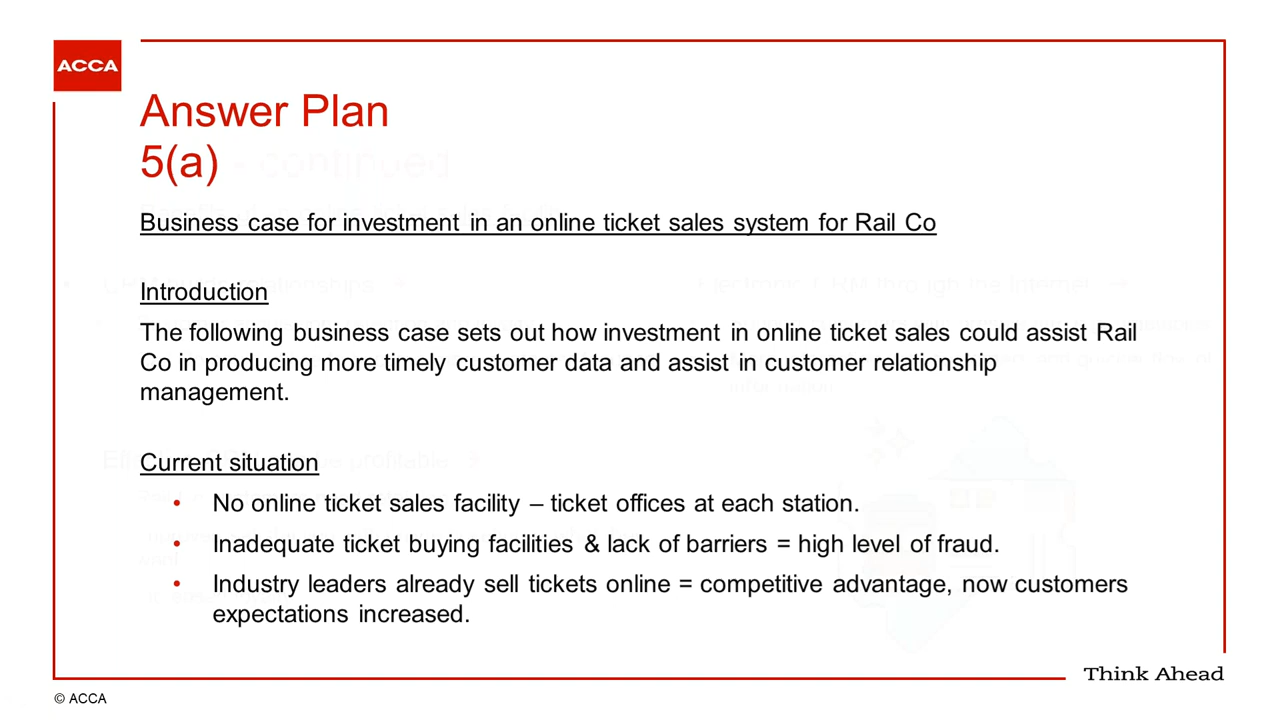 ACCA
Answer Plan
5(a) - continued
Business case for investment in an online ticket sales system for Rail Co
Introduction
The following business case sets out how investment in online ticket sales could assist Rail
Co in producing more timely customer data and assist in customer relationship
management.
Current situation
• No online ticket sales facility – ticket offices at each station.
• Inadequate ticket buying facilities & lack of barriers = high level of fraud.
• Industry leaders already sell tickets online = competitive advantage, now customers
expectations increased.
Think Ahead
© ACCA